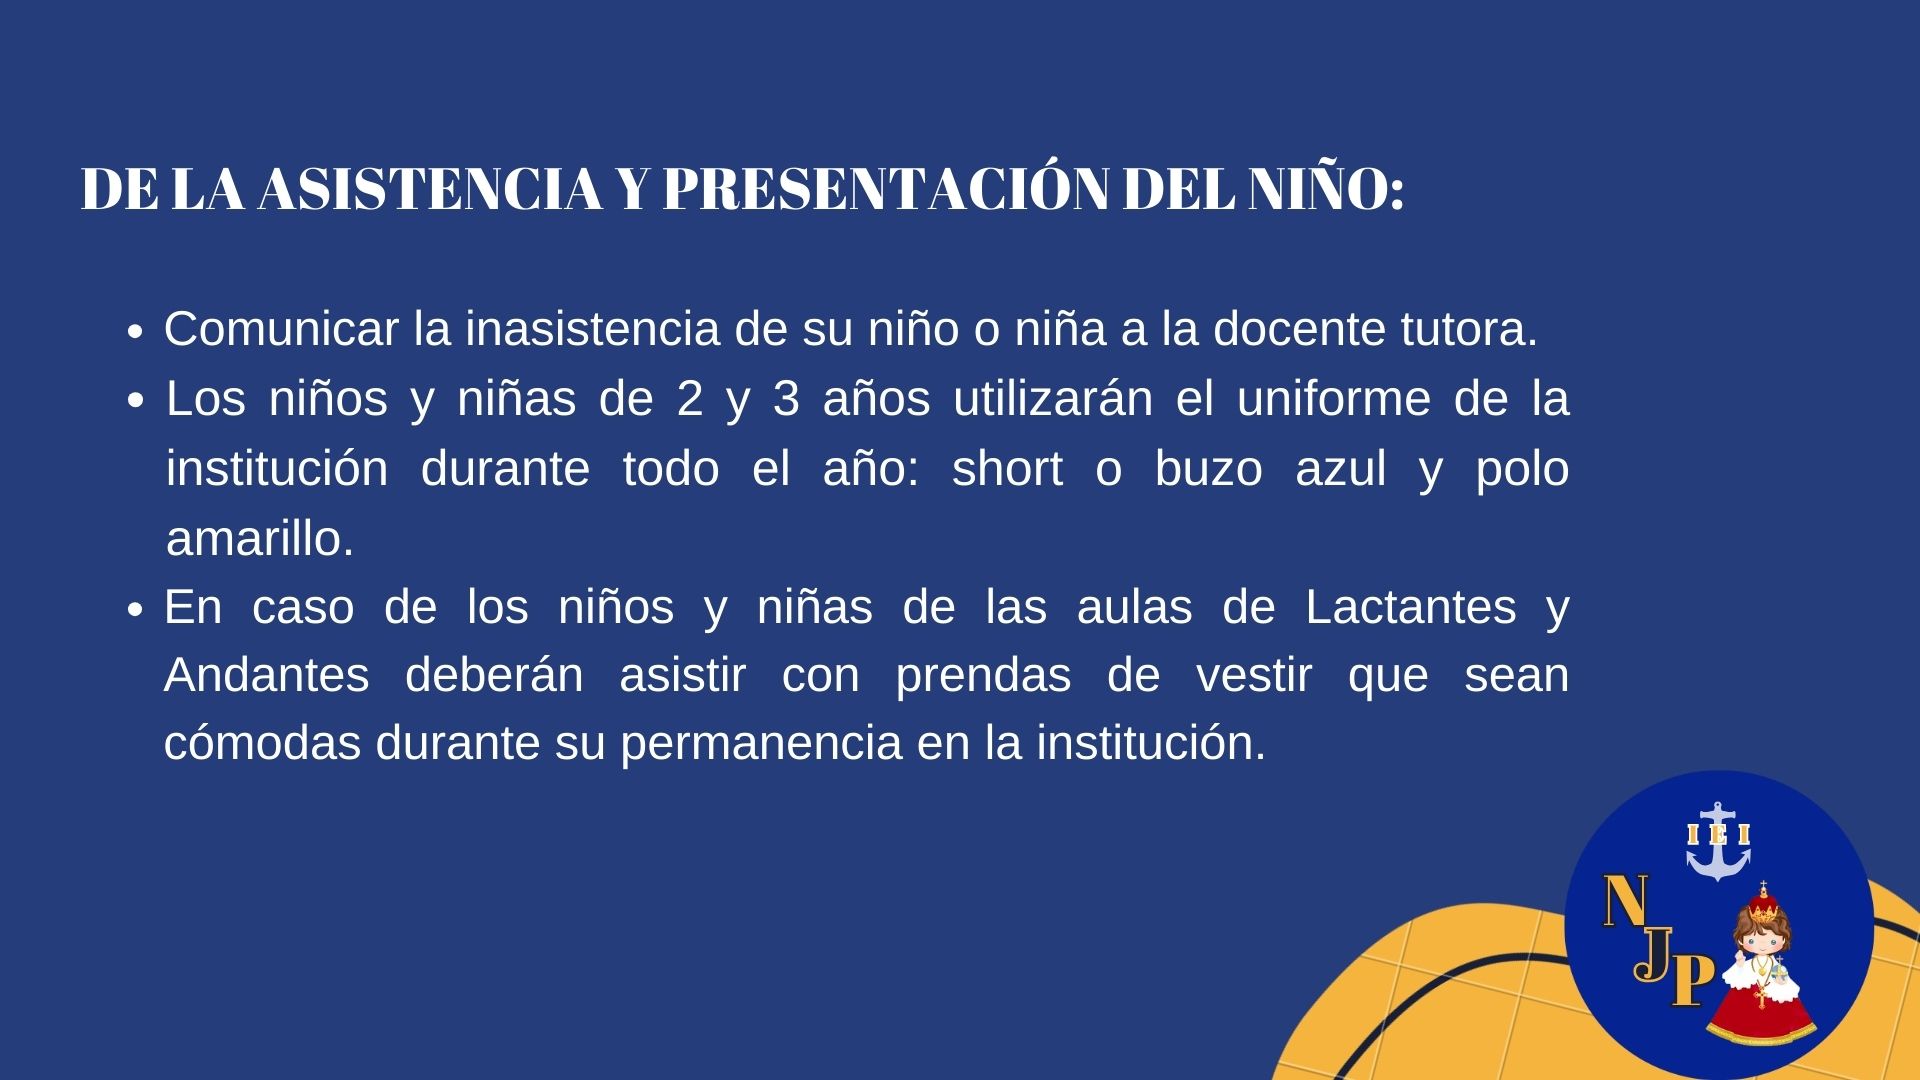 DE LA ASISTENCIA Y PRESENTACIÓN DEL NIÑO:
• Comunicar la inasistencia de su niño o niña a la docente tutora.
• Los niños y niñas de 2 y 3 años utilizarán el uniforme de la
institución durante todo el año: short o buzo azul y polo
amarillo.
• En caso de los niños y niñas de las aulas de Lactantes y
Andantes deberán asistir con prendas de vestir que sean
cómodas durante su permanencia en la institución.
I E I
N
J
P